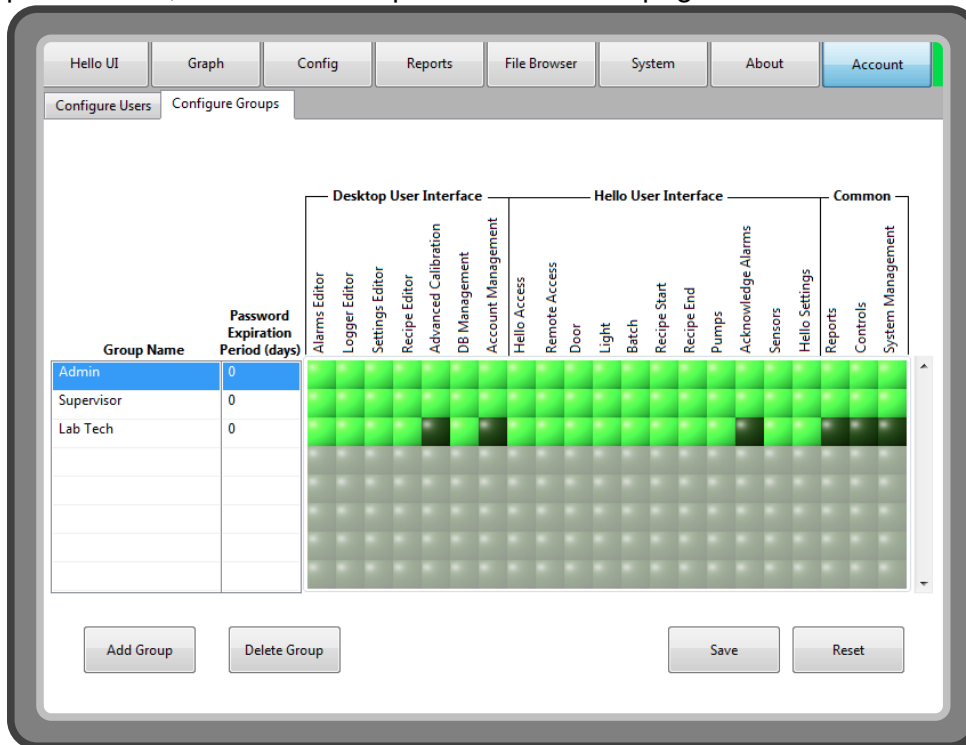 Hello UI
Graph
Config
Reports
File Browser
System
About
Account
Configure Users
Configure Groups
Desktop User Interface
Hello User Interface
Common
Group Name
Password
Expiration
Period (days)
Alarms Editor
Logger Editor
Settings Editor
Recipe Editor
Advanced Calibration
DB Management
Account Management
Hello Access
Remote Access
Door
Light
Batch
Recipe Start
Recipe End
Pumps
Acknowledge Alarms
Sensors
Hello Settings
Reports
Controls
System Management
Admin 0
Supervisor 0
Lab Tech 0
Add Group
Delete Group
Save
Reset